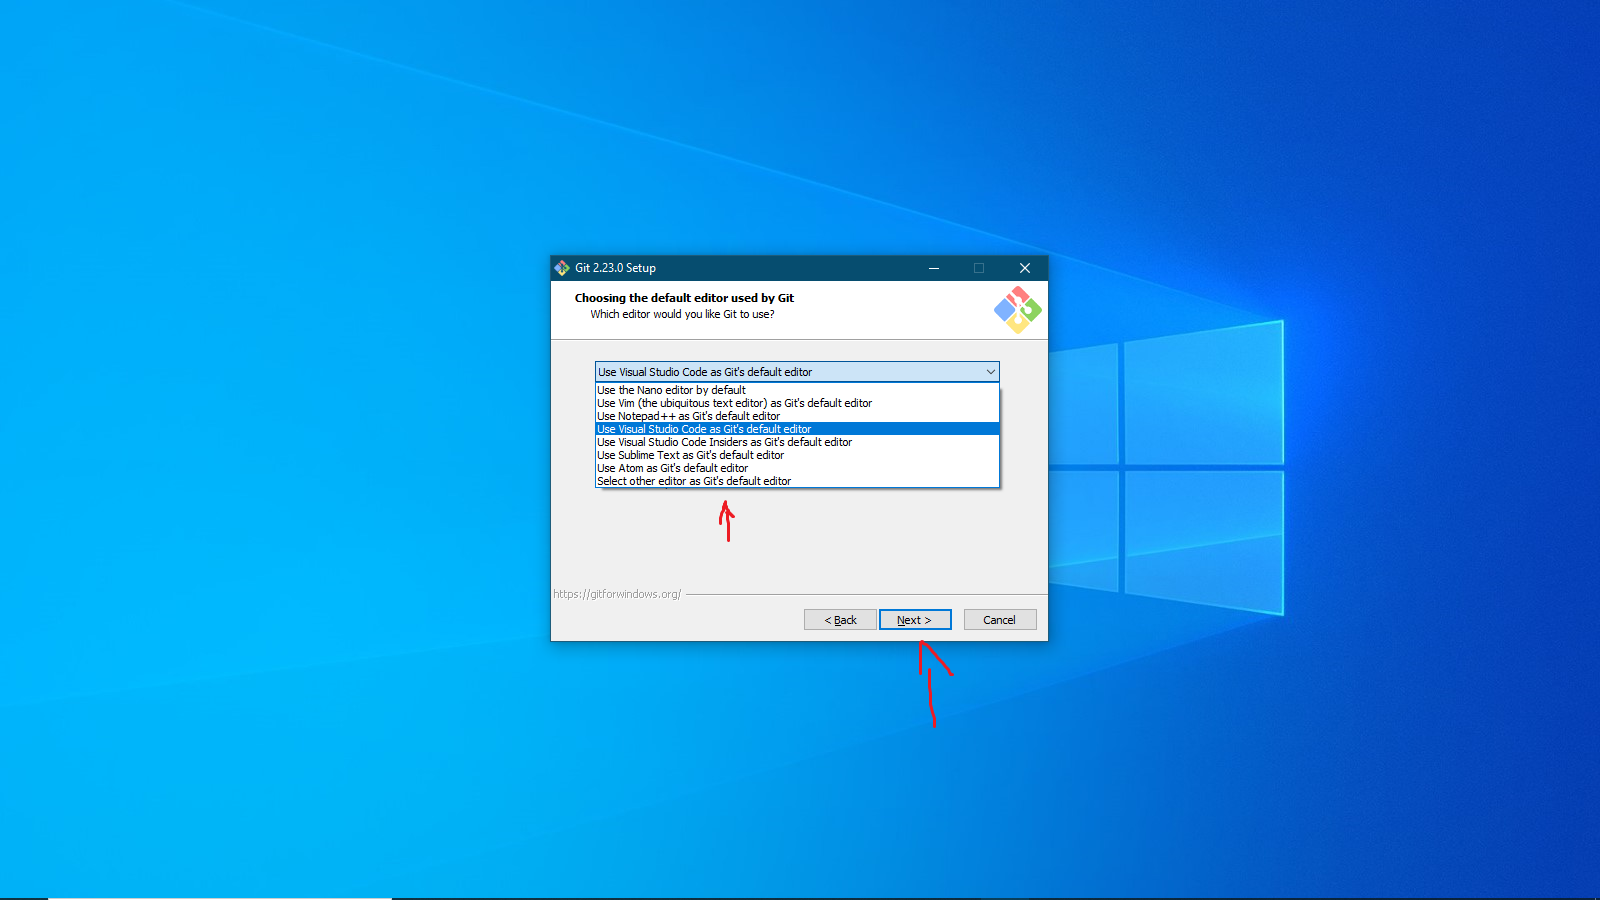 Git 2.23.0 Setup
Choosing the default editor used by Git
Which editor would you like Git to use?
Use Visual Studio Code as Git's default editor
Use the Nano editor by default
Use Vim (the ubiquitous text editor) as Git's default editor
Use Notepad++ as Git's default editor
Use Visual Studio Code as Git's default editor
Use Visual Studio Code Insiders as Git's default editor
Use Sublime Text as Git's default editor
Use Atom as Git's default editor
Select other editor as Git's default editor
https://gitforwindows.org/
< Back Next > Cancel